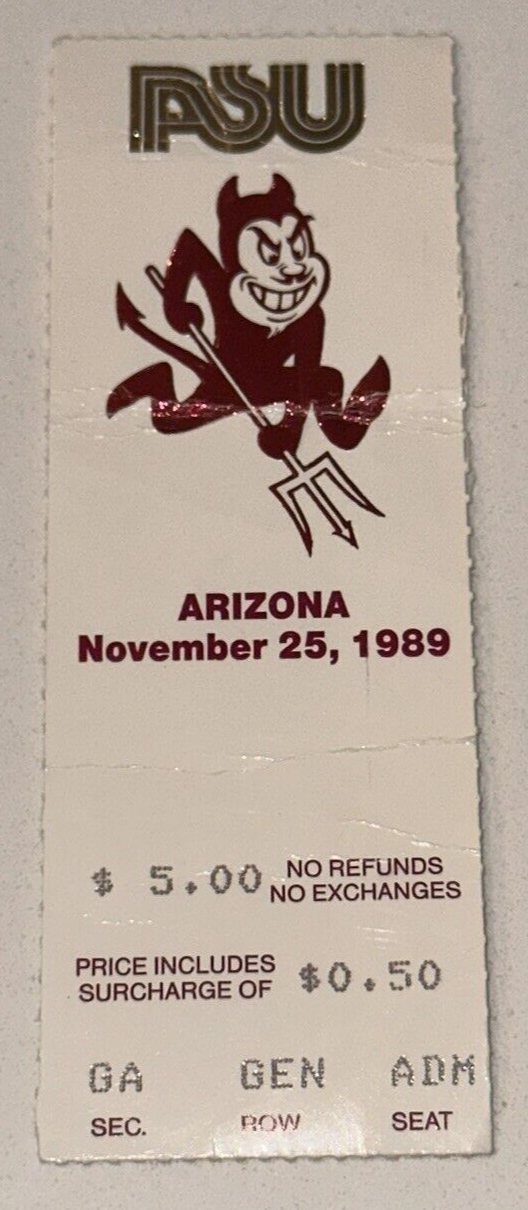 ASU
ARIZONA
November 25, 1989
$ 5.00 NO REFUNDS
NO EXCHANGES
PRICE INCLUDES
SURCHARGE OF $0.50
GA GEN ADM
SEC. ROW SEAT